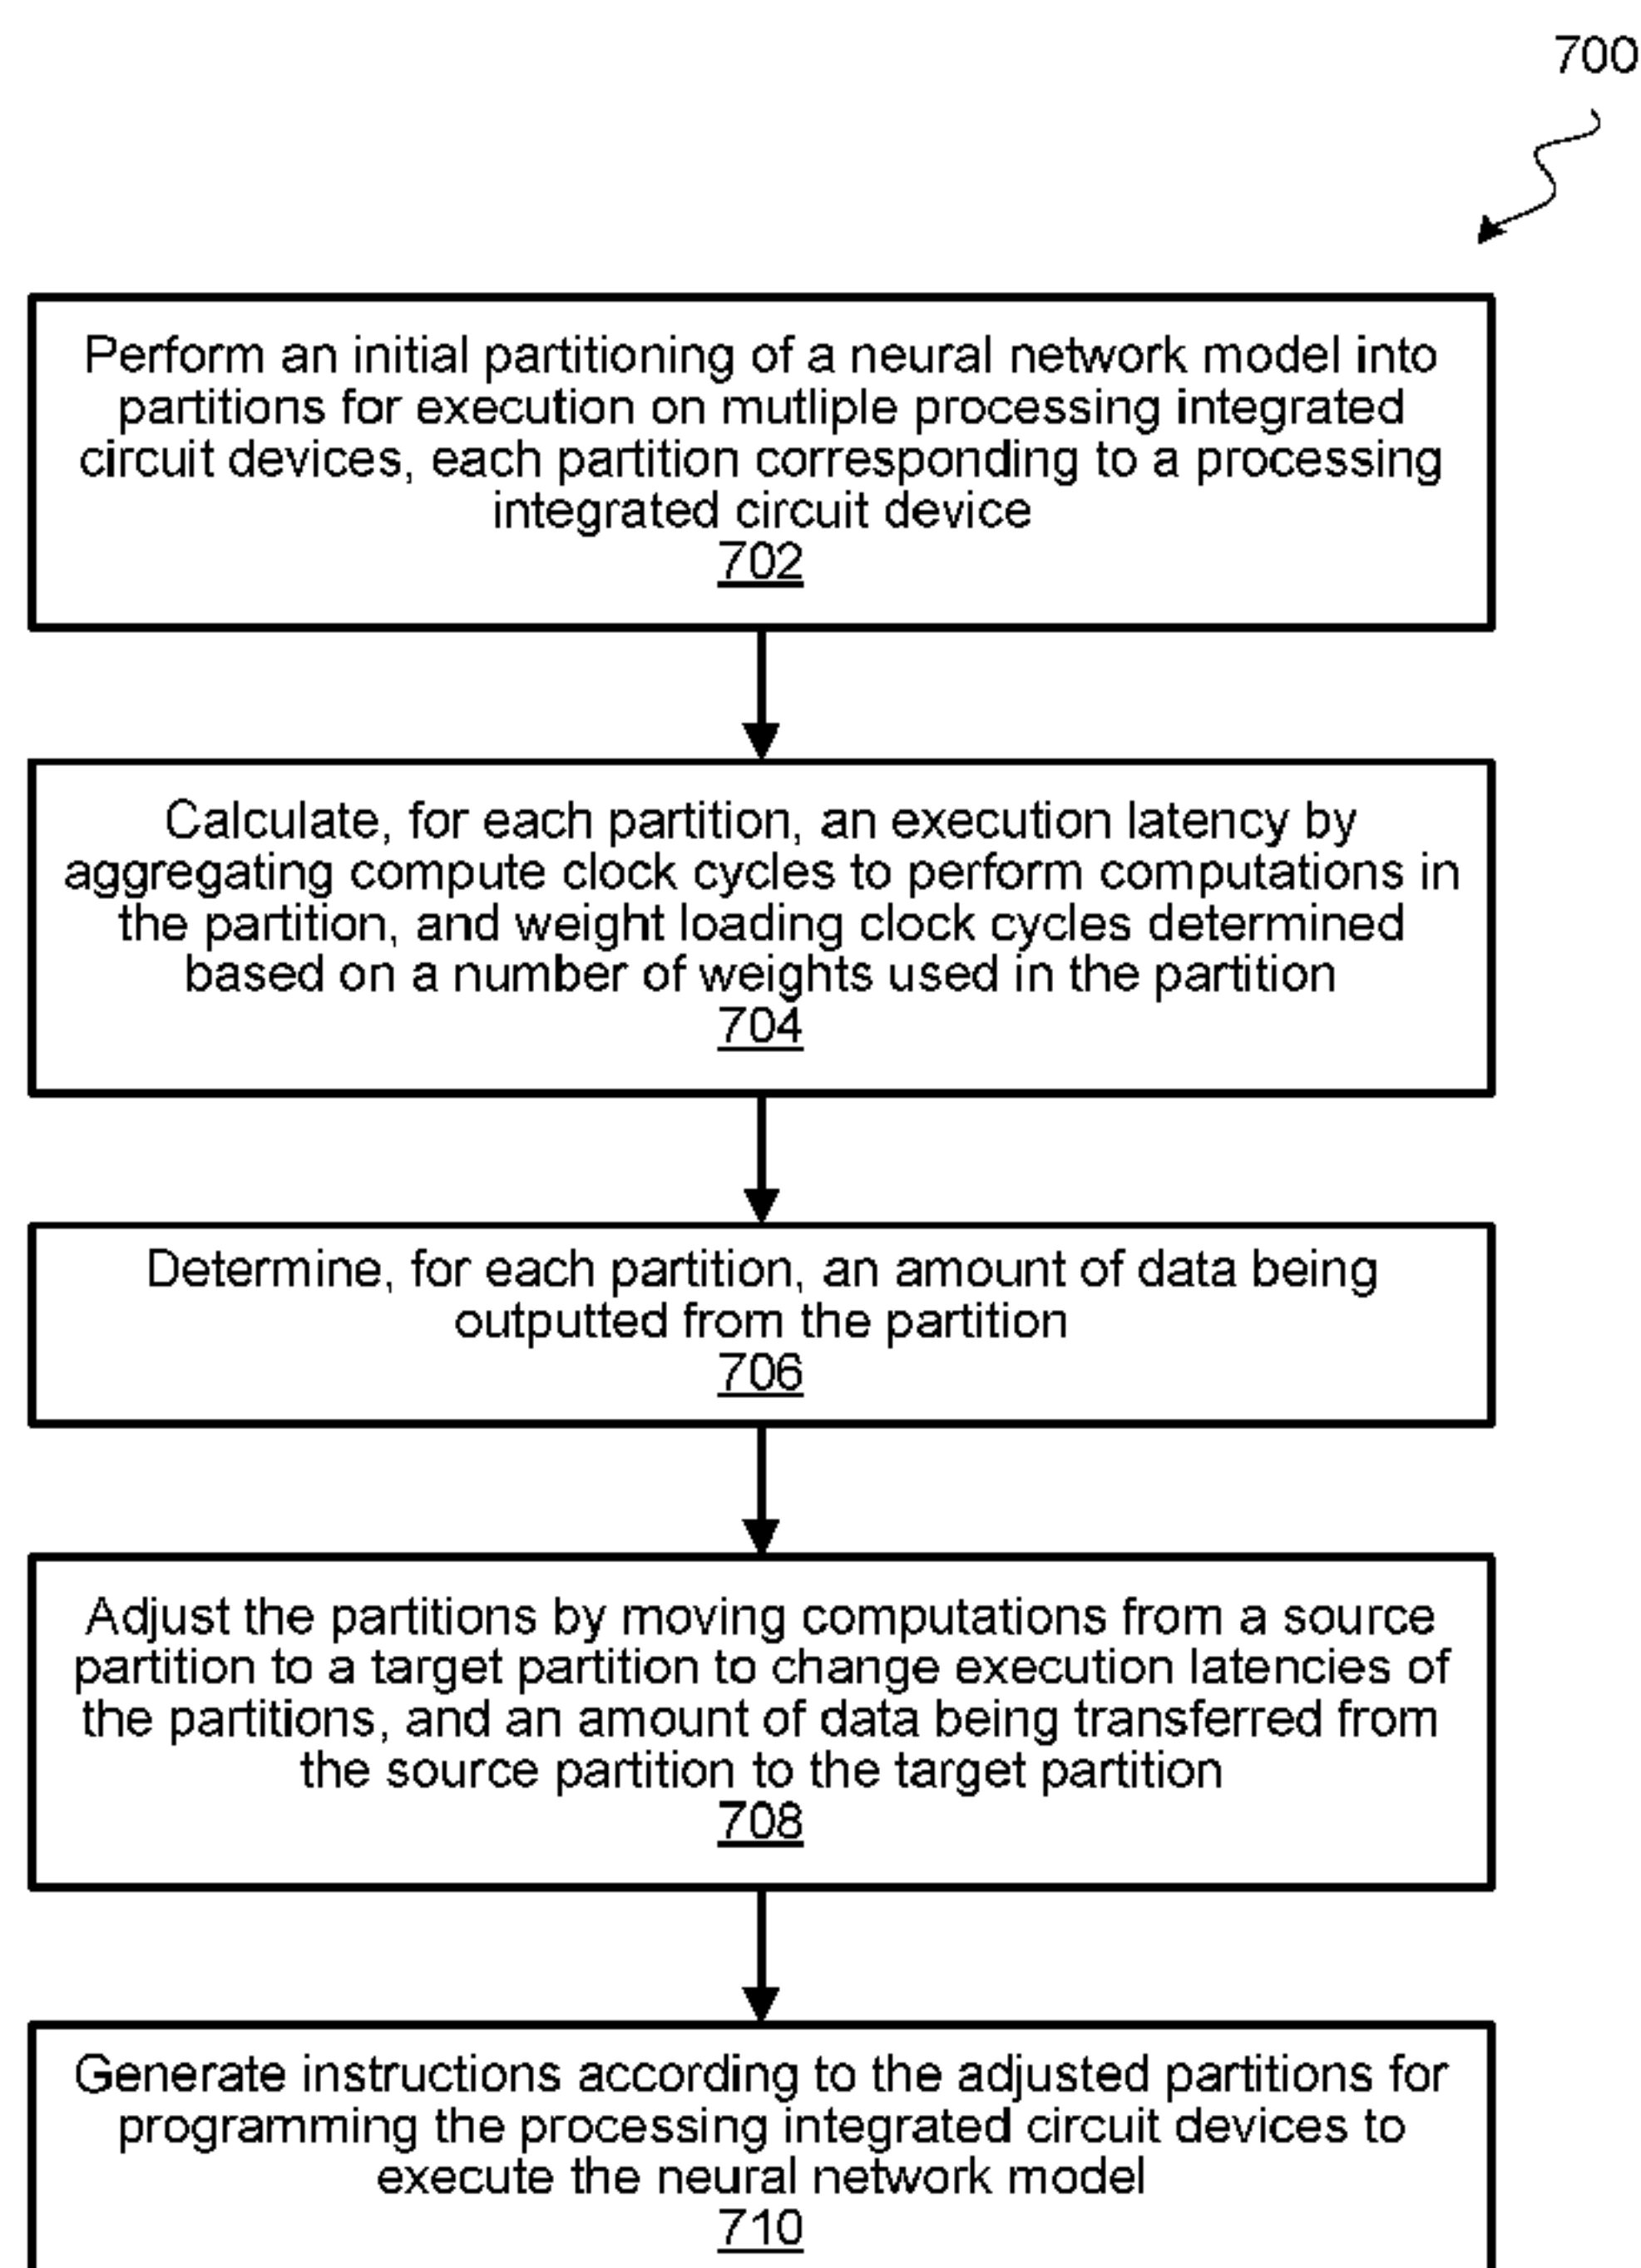 700
Perform an initial partitioning of a neural network model into
partitions for execution on mutliple processing integrated
circuit devices, each partition corresponding to a processing
integrated circuit device
702
Calculate, for each partition, an execution latency by
aggregating compute clock cycles to perform computations in
the partition, and weight loading clock cycles determined
based on a number of weights used in the partition
704
Determine, for each partition, an amount of data being
outputted from the partition
706
Adjust the partitions by moving computations from a source
partition to a target partition to change execution latencies of
the partitions, and an amount of data being transferred from
the source partition to the target partition
708
Generate instructions according to the adjusted partitions for
programming the processing integrated circuit devices to
execute the neural network model
710